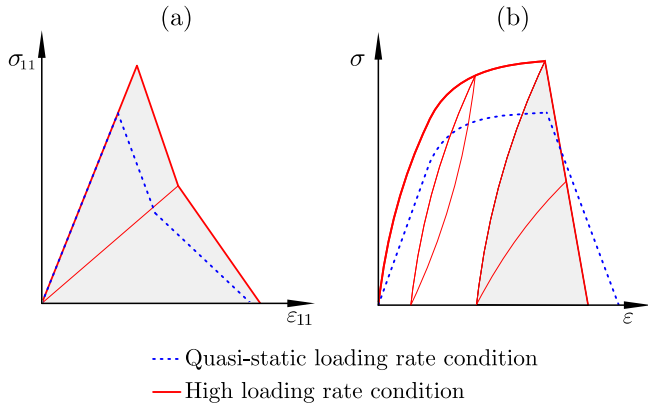 (a) (b)
σ₁₁ σ
ε₁₁ ε
Quasi-static loading rate condition
High loading rate condition